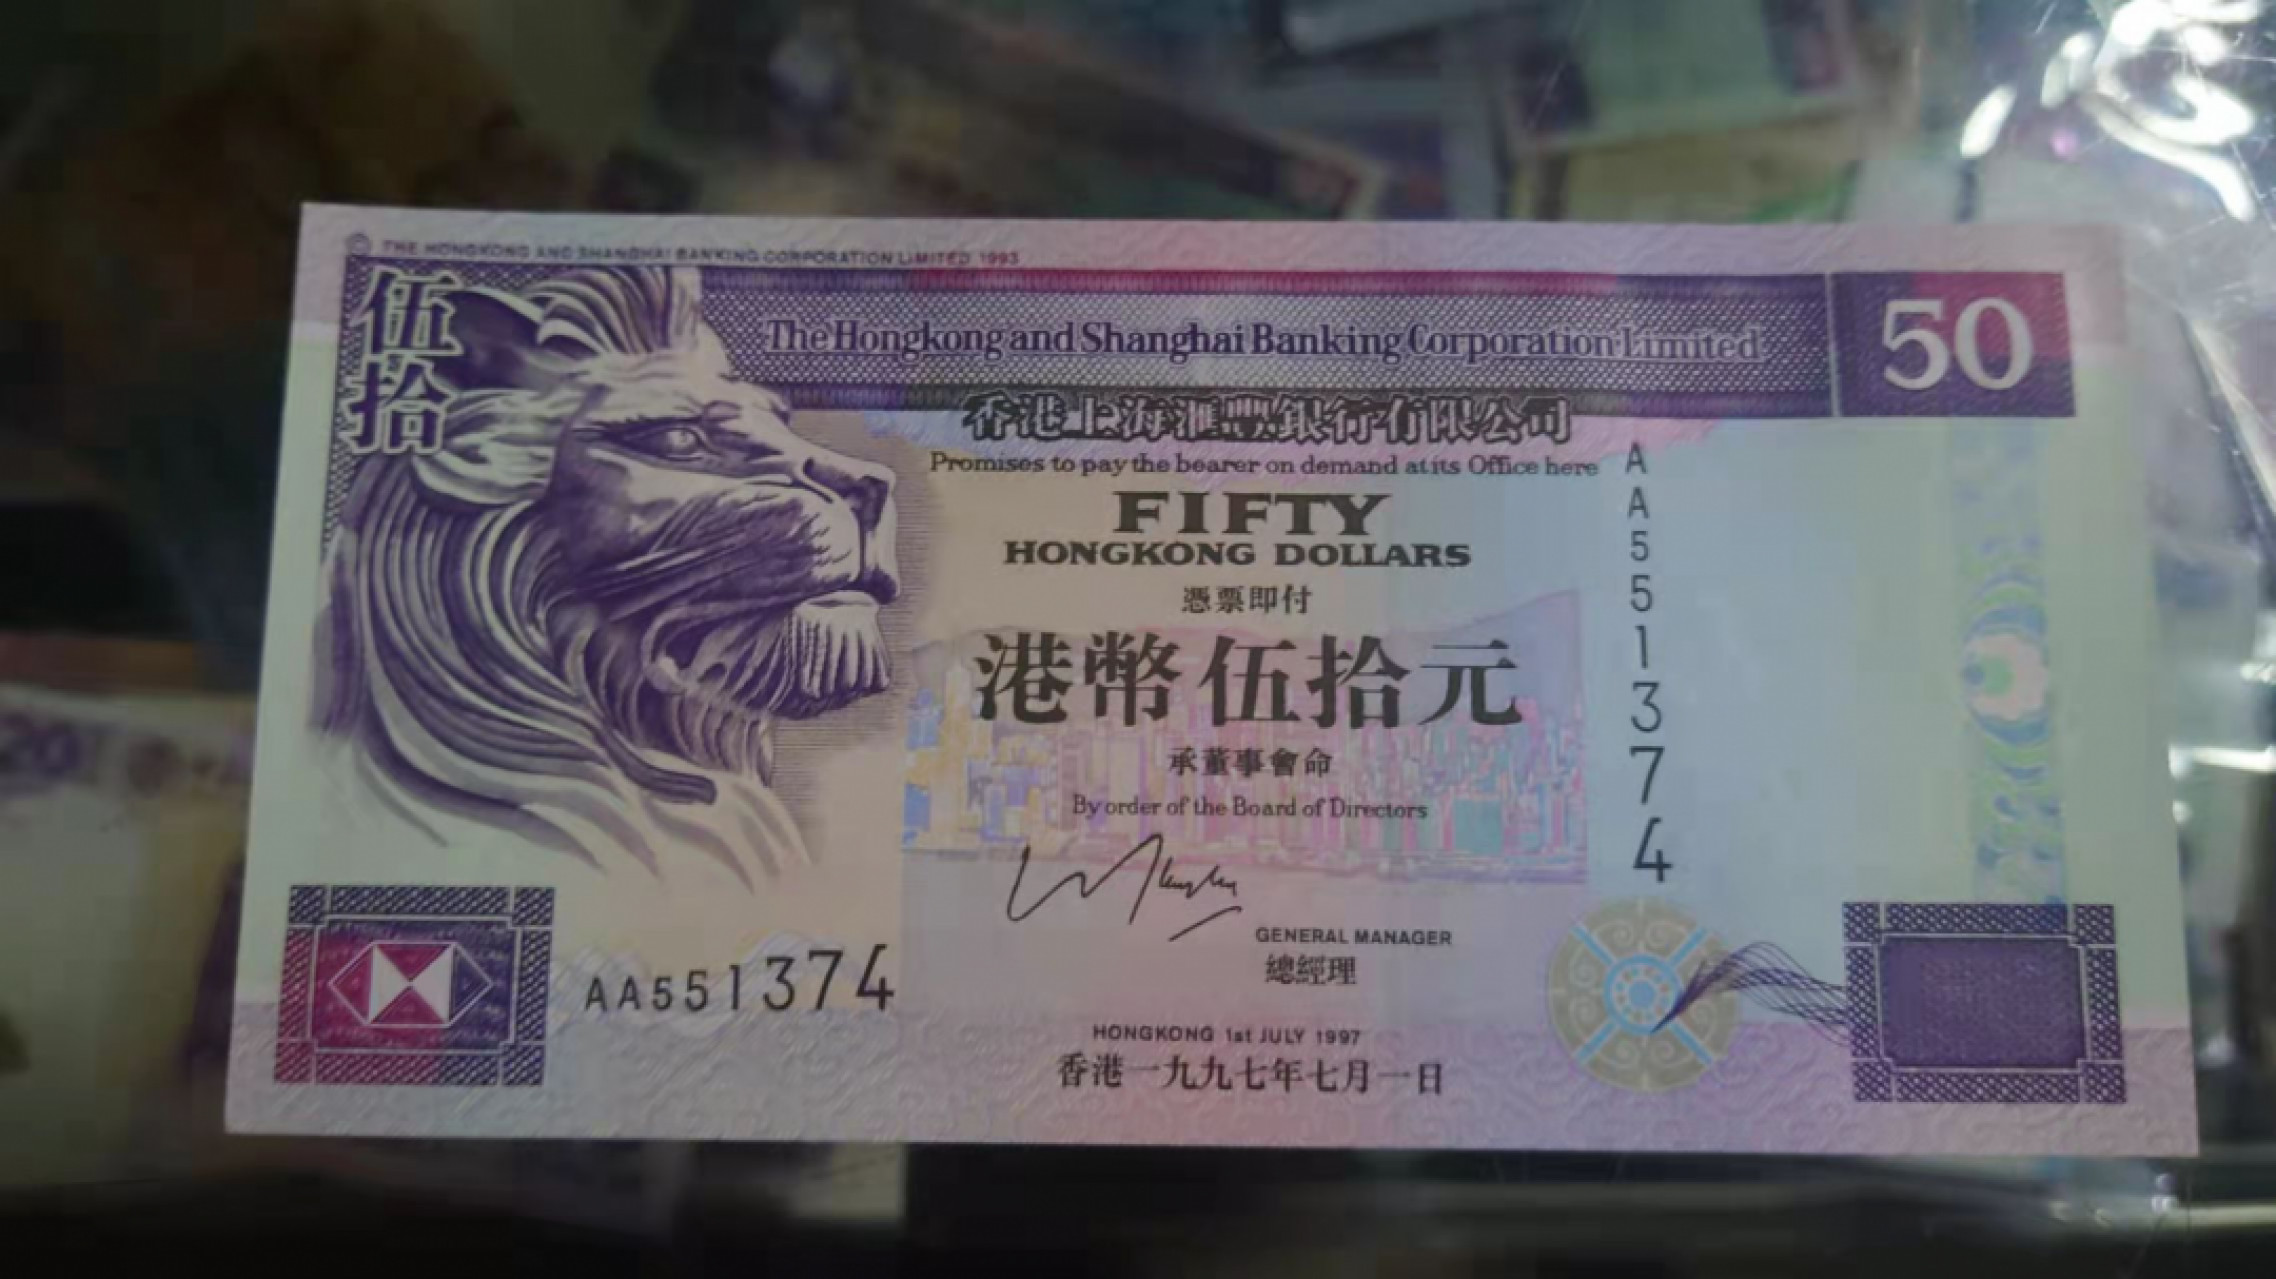 © THE HONGKONG AND SHANGHAI BANKING CORPORATION LIMITED 1993
伍拾
The Hongkong and Shanghai Banking Corporation Limited
50
香港上海滙豐銀行有限公司
Promises to pay the bearer on demand at its Office here
FIFTY
HONGKONG DOLLARS
憑票即付
港幣伍拾元
承董事會命
By order of the Board of Directors
AA551374
GENERAL MANAGER
總經理
AA551374
HONGKONG 1st JULY 1997
香港一九九七年七月一日